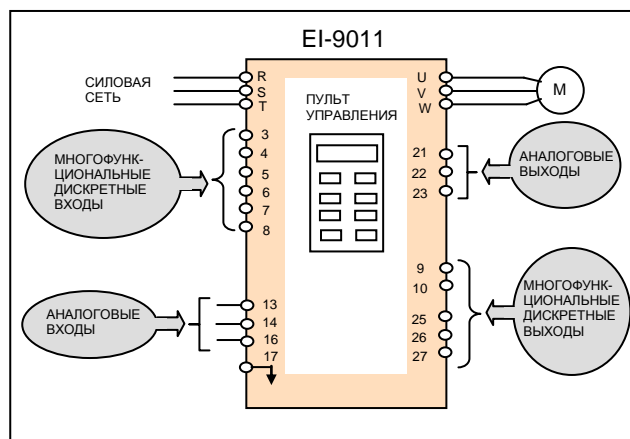 EI-9011
СИЛОВАЯ
СЕТЬ
R
S
T
ПУЛЬТ
УПРАВЛЕНИЯ
U
V
W
M
МНОГОФУНК-
ЦИОНАЛЬНЫЕ
ДИСКРЕТНЫЕ
ВХОДЫ
3
4
5
6
7
8
21
22
23
АНАЛОГОВЫЕ
ВЫХОДЫ
АНАЛОГОВЫЕ
ВХОДЫ
13
14
16
17
9
10
25
26
27
МНОГОФУНК-
ЦИОНАЛЬНЫЕ
ДИСКРЕТНЫЕ
ВЫХОДЫ